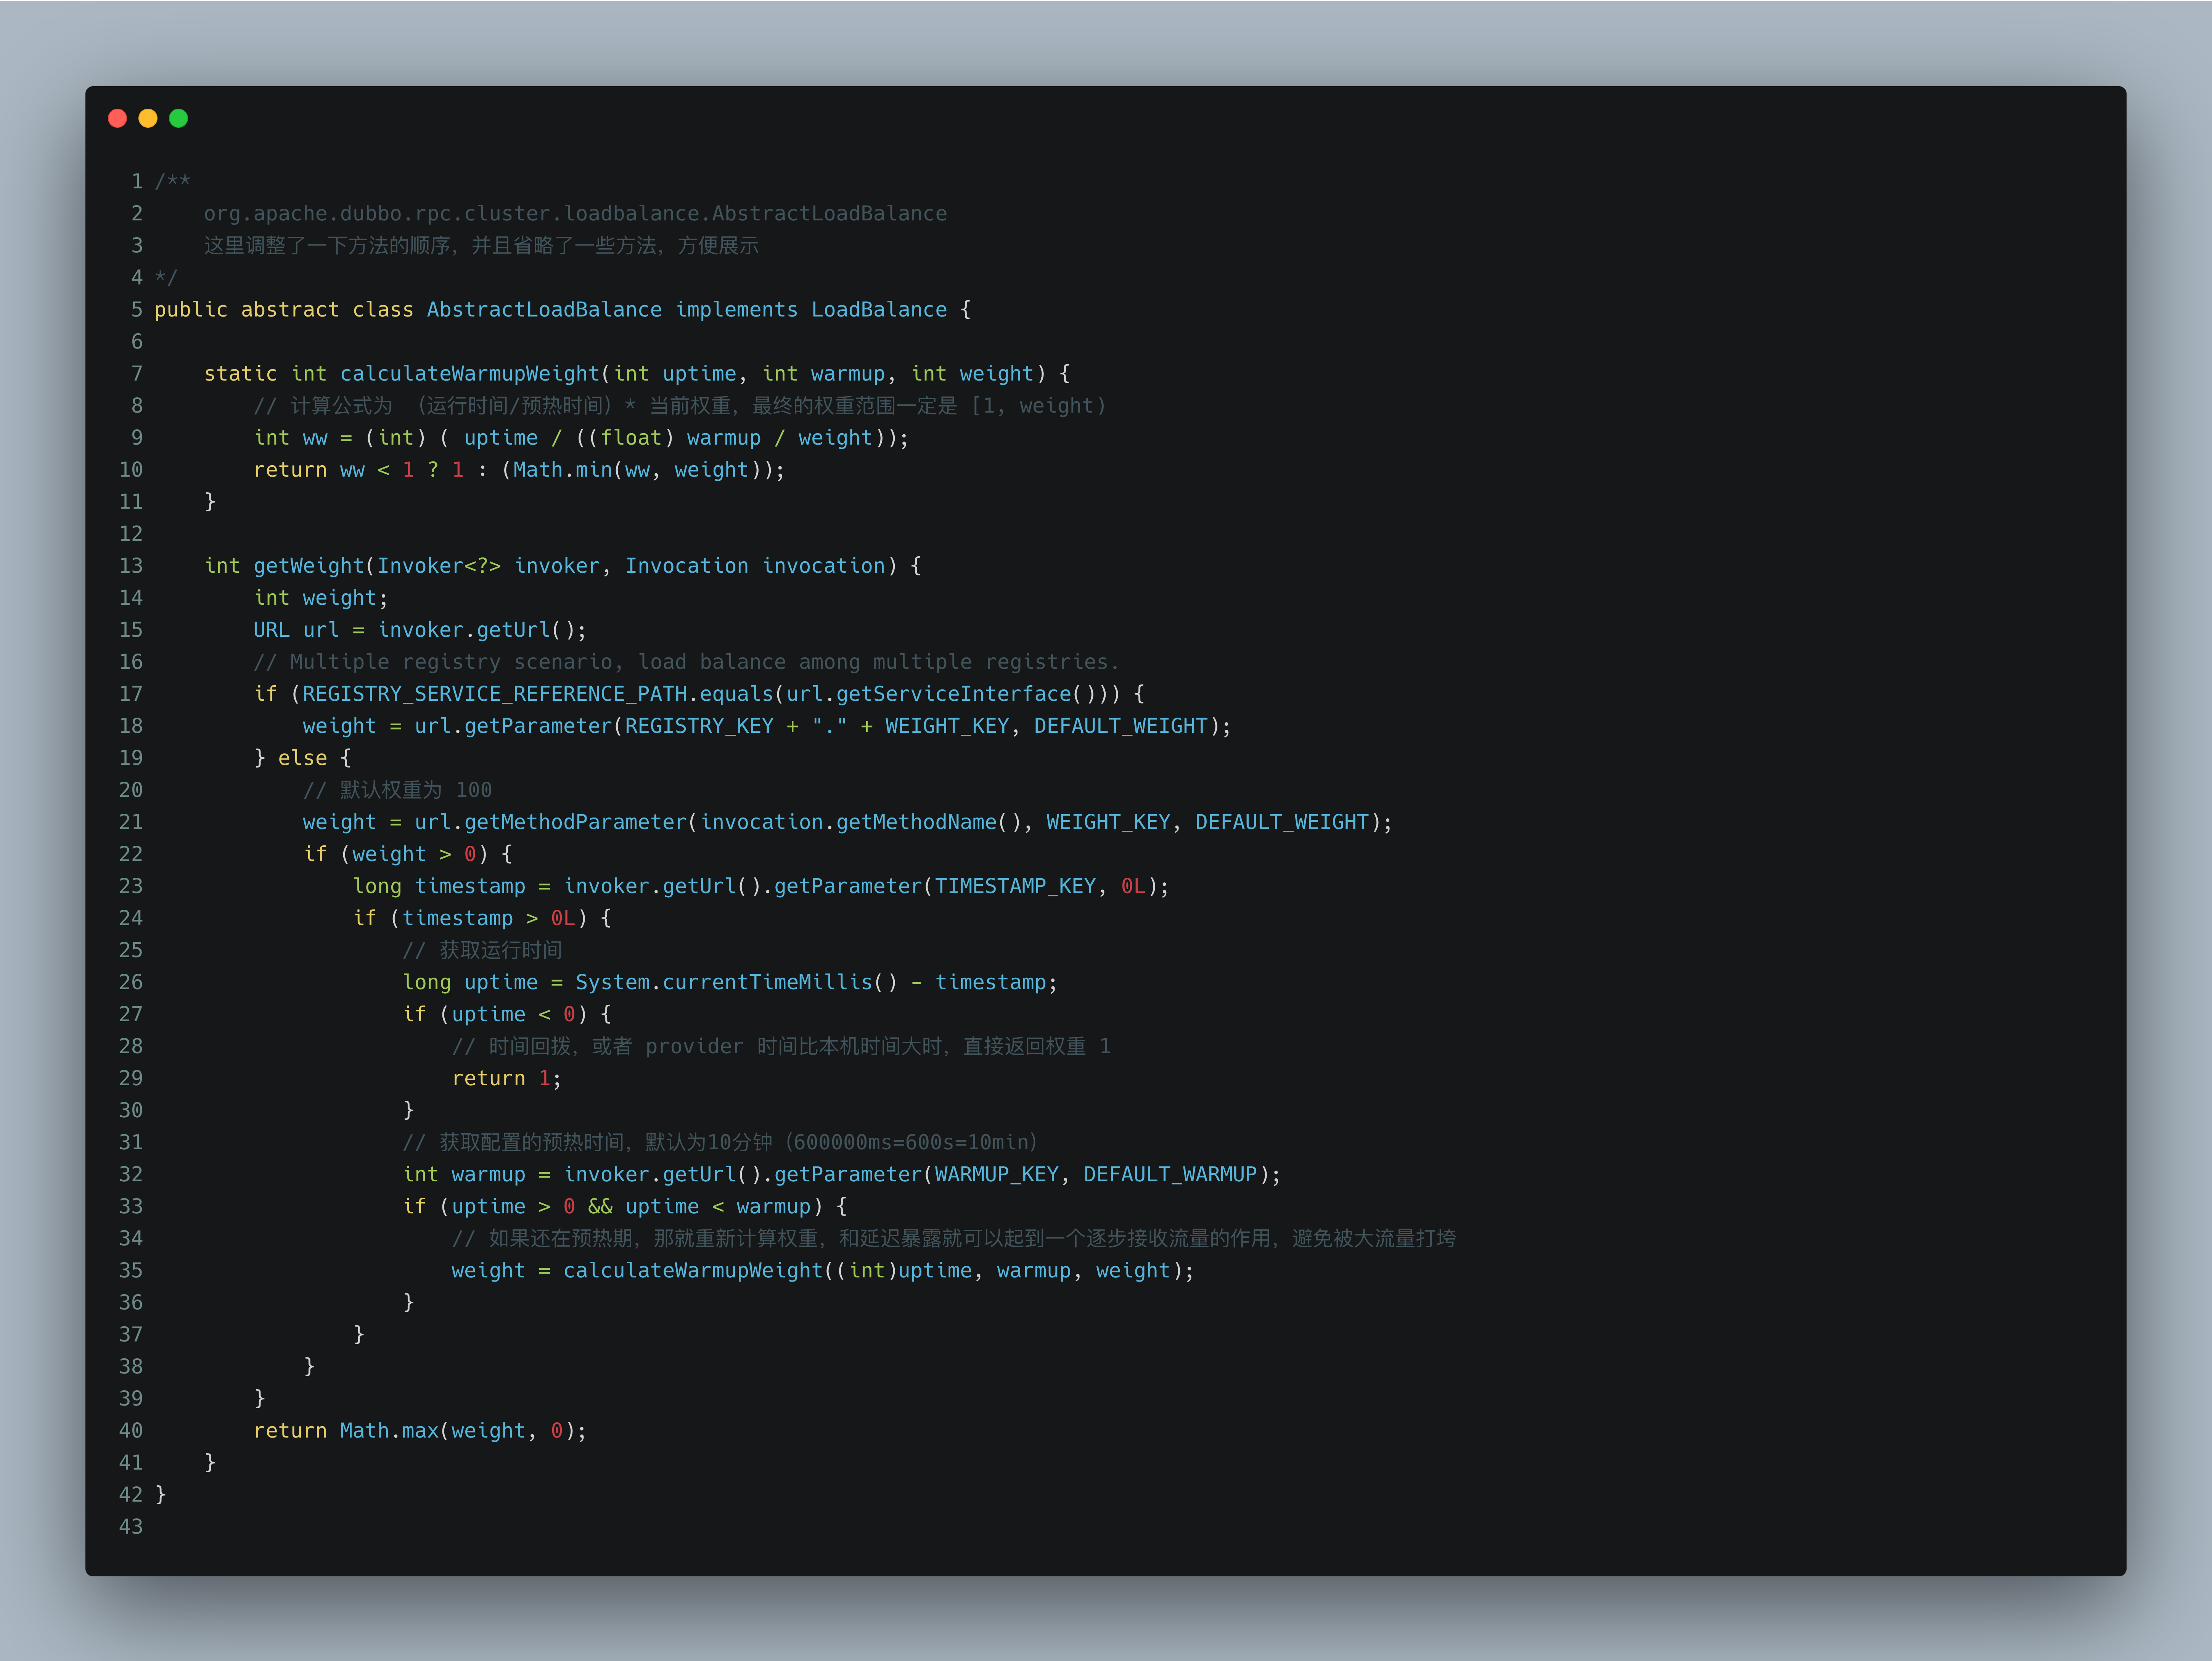 1 /**
2     org.apache.dubbo.rpc.cluster.loadbalance.AbstractLoadBalance
3     这里调整了一下方法的顺序，并且省略了一些方法，方便展示
4 */
5 public abstract class AbstractLoadBalance implements LoadBalance {
6
7     static int calculateWarmupWeight(int uptime, int warmup, int weight) {
8         // 计算公式为 （运行时间/预热时间）* 当前权重，最终的权重范围一定是 [1, weight)
9         int ww = (int) ( uptime / ((float) warmup / weight));
10         return ww < 1 ? 1 : (Math.min(ww, weight));
11     }
12
13     int getWeight(Invoker<?> invoker, Invocation invocation) {
14         int weight;
15         URL url = invoker.getUrl();
16         // Multiple registry scenario, load balance among multiple registries.
17         if (REGISTRY_SERVICE_REFERENCE_PATH.equals(url.getServiceInterface())) {
18             weight = url.getParameter(REGISTRY_KEY + "." + WEIGHT_KEY, DEFAULT_WEIGHT);
19         } else {
20             // 默认权重为 100
21             weight = url.getMethodParameter(invocation.getMethodName(), WEIGHT_KEY, DEFAULT_WEIGHT);
22             if (weight > 0) {
23                 long timestamp = invoker.getUrl().getParameter(TIMESTAMP_KEY, 0L);
24                 if (timestamp > 0L) {
25                     // 获取运行时间
26                     long uptime = System.currentTimeMillis() - timestamp;
27                     if (uptime < 0) {
28                         // 时间回拨，或者 provider 时间比本机时间大时，直接返回权重 1
29                         return 1;
30                     }
31                     // 获取配置的预热时间，默认为10分钟（600000ms=600s=10min）
32                     int warmup = invoker.getUrl().getParameter(WARMUP_KEY, DEFAULT_WARMUP);
33                     if (uptime > 0 && uptime < warmup) {
34                         // 如果还在预热期，那就重新计算权重，和延迟暴露就可以起到一个逐步接收流量的作用，避免被大流量打垮
35                         weight = calculateWarmupWeight((int)uptime, warmup, weight);
36                     }
37                 }
38             }
39         }
40         return Math.max(weight, 0);
41     }
42 }
43